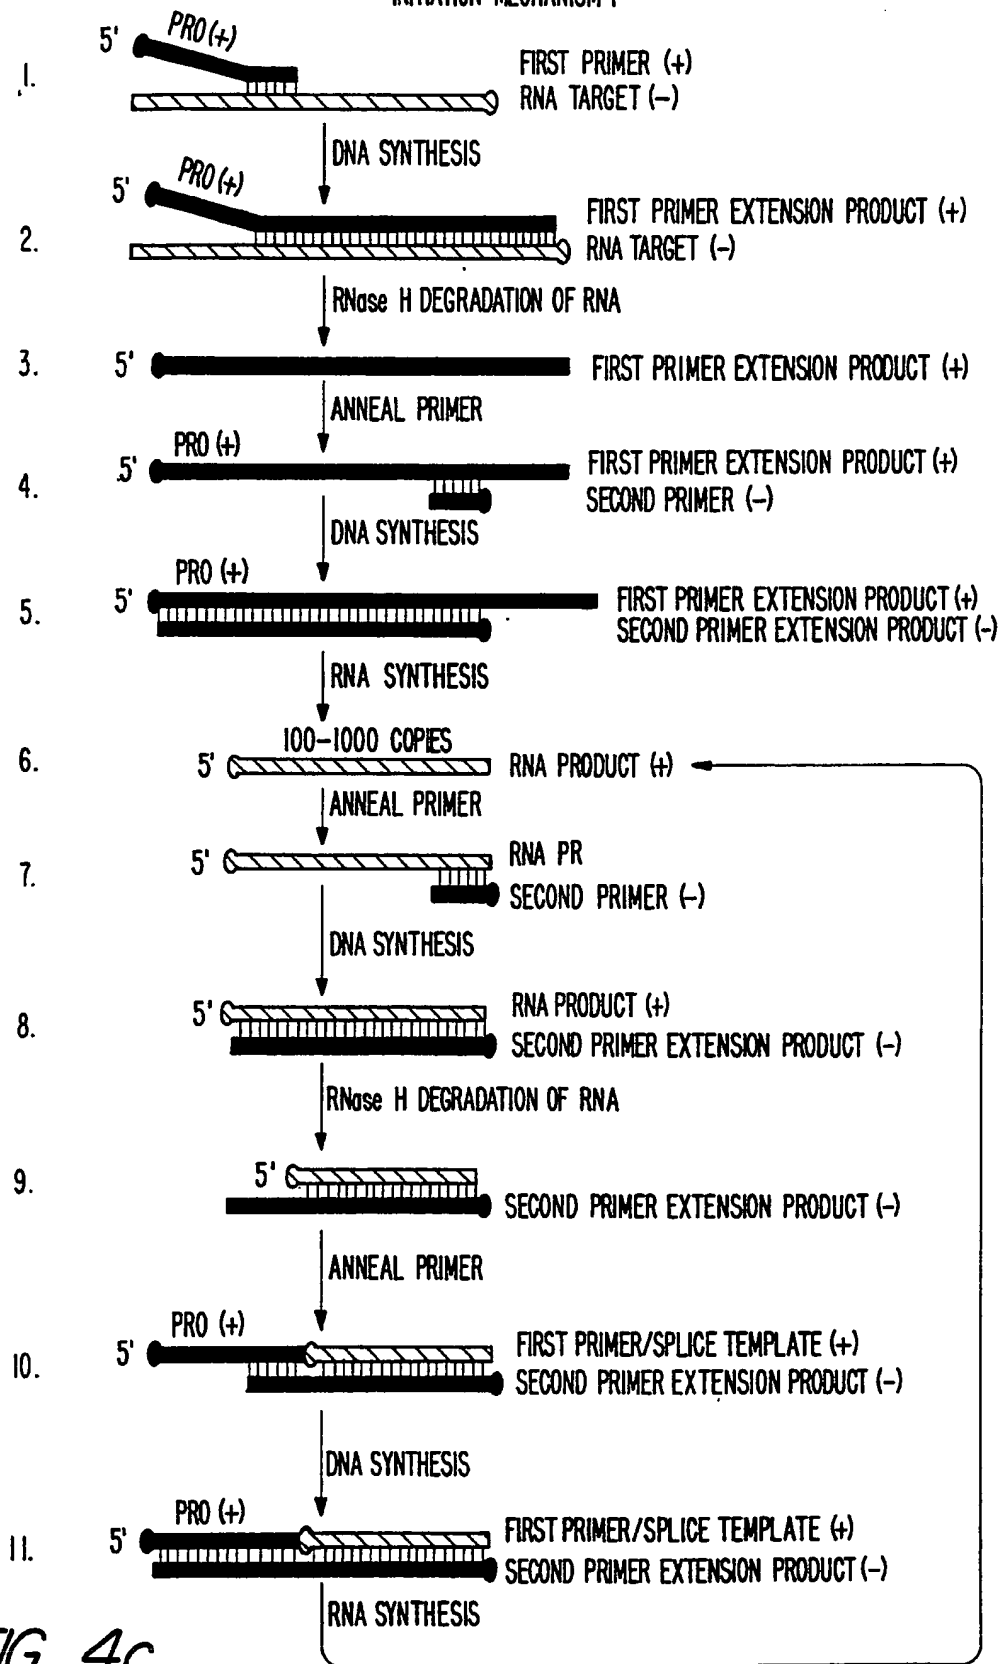 INITIATION MECHANISM I
1.
5' PRO (+)
FIRST PRIMER (+)
RNA TARGET (-)
DNA SYNTHESIS
2.
5' PRO (+)
FIRST PRIMER EXTENSION PRODUCT (+)
RNA TARGET (-)
RNase H DEGRADATION OF RNA
3.
5'
FIRST PRIMER EXTENSION PRODUCT (+)
ANNEAL PRIMER
4.
PRO (+)
5'
FIRST PRIMER EXTENSION PRODUCT (+)
SECOND PRIMER (-)
DNA SYNTHESIS
5.
PRO (+)
5'
FIRST PRIMER EXTENSION PRODUCT (+)
SECOND PRIMER EXTENSION PRODUCT (-)
RNA SYNTHESIS
6.
100-1000 COPIES
5'
RNA PRODUCT (+)
ANNEAL PRIMER
7.
5'
RNA PR
SECOND PRIMER (-)
DNA SYNTHESIS
8.
5'
RNA PRODUCT (+)
SECOND PRIMER EXTENSION PRODUCT (-)
RNase H DEGRADATION OF RNA
9.
5'
SECOND PRIMER EXTENSION PRODUCT (-)
ANNEAL PRIMER
10.
PRO (+)
5'
FIRST PRIMER/SPLICE TEMPLATE (+)
SECOND PRIMER EXTENSION PRODUCT (-)
DNA SYNTHESIS
11.
PRO (+)
5'
FIRST PRIMER/SPLICE TEMPLATE (+)
SECOND PRIMER EXTENSION PRODUCT (-)
RNA SYNTHESIS
FIG. 4c